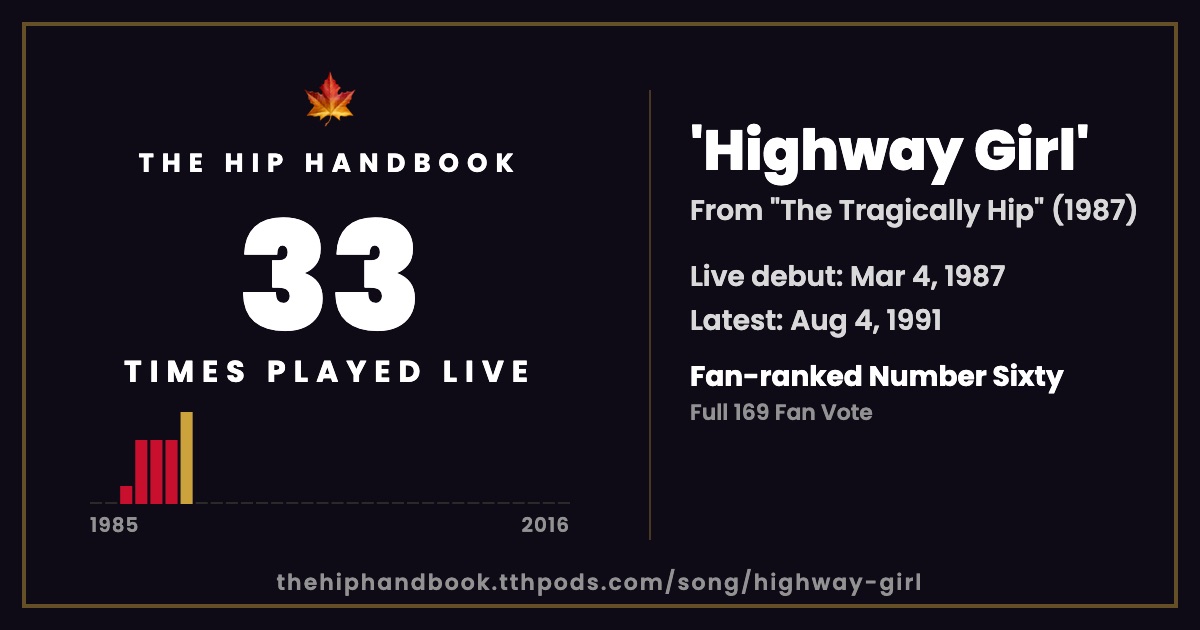 THE HIP HANDBOOK
33
TIMES PLAYED LIVE
1985
2016
'Highway Girl'
From "The Tragically Hip" (1987)
Live debut: Mar 4, 1987
Latest: Aug 4, 1991
Fan-ranked Number Sixty
Full 169 Fan Vote
thehiphandbook.tthpods.com/song/highway-girl